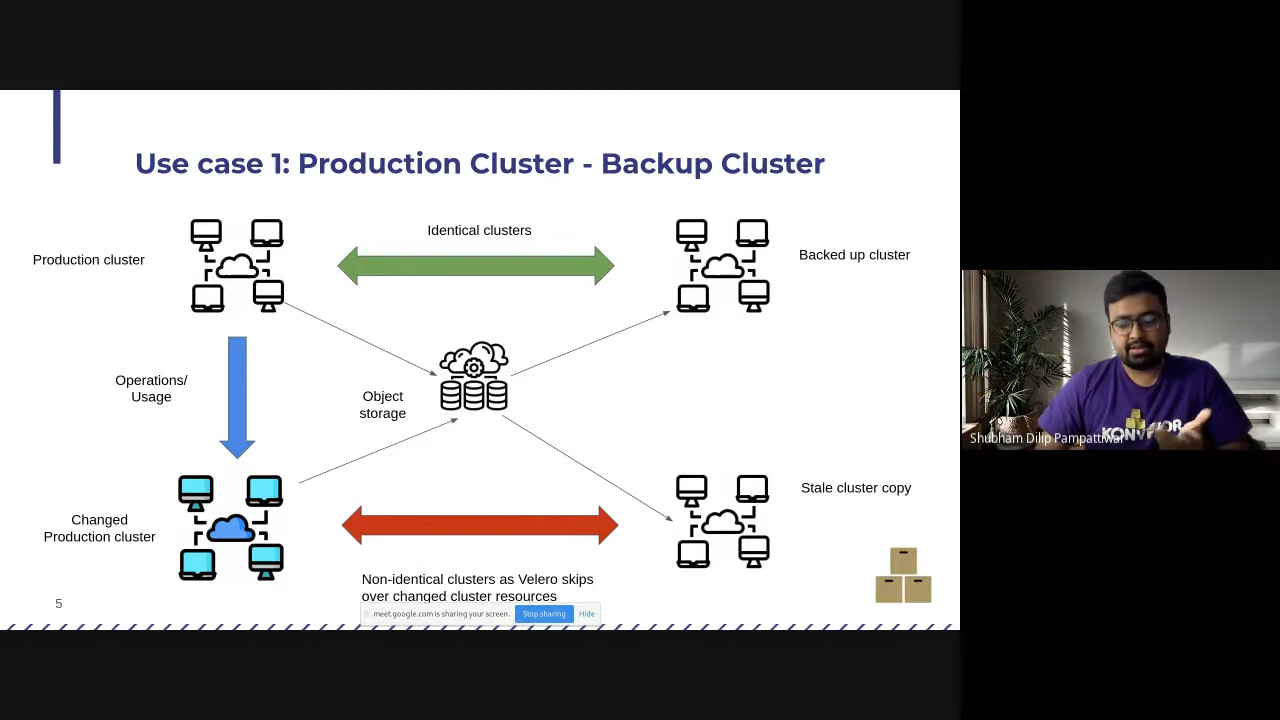 Use case 1: Production Cluster - Backup Cluster
Identical clusters
Production cluster
Backed up cluster
Operations/
Usage
Object
storage
Stale cluster copy
Changed
Production cluster
Non-identical clusters as Velero skips
over changed cluster resources
5
meet.google.com is sharing your screen.
Stop sharing
Hide
Shubham Dilip Pampattiwar